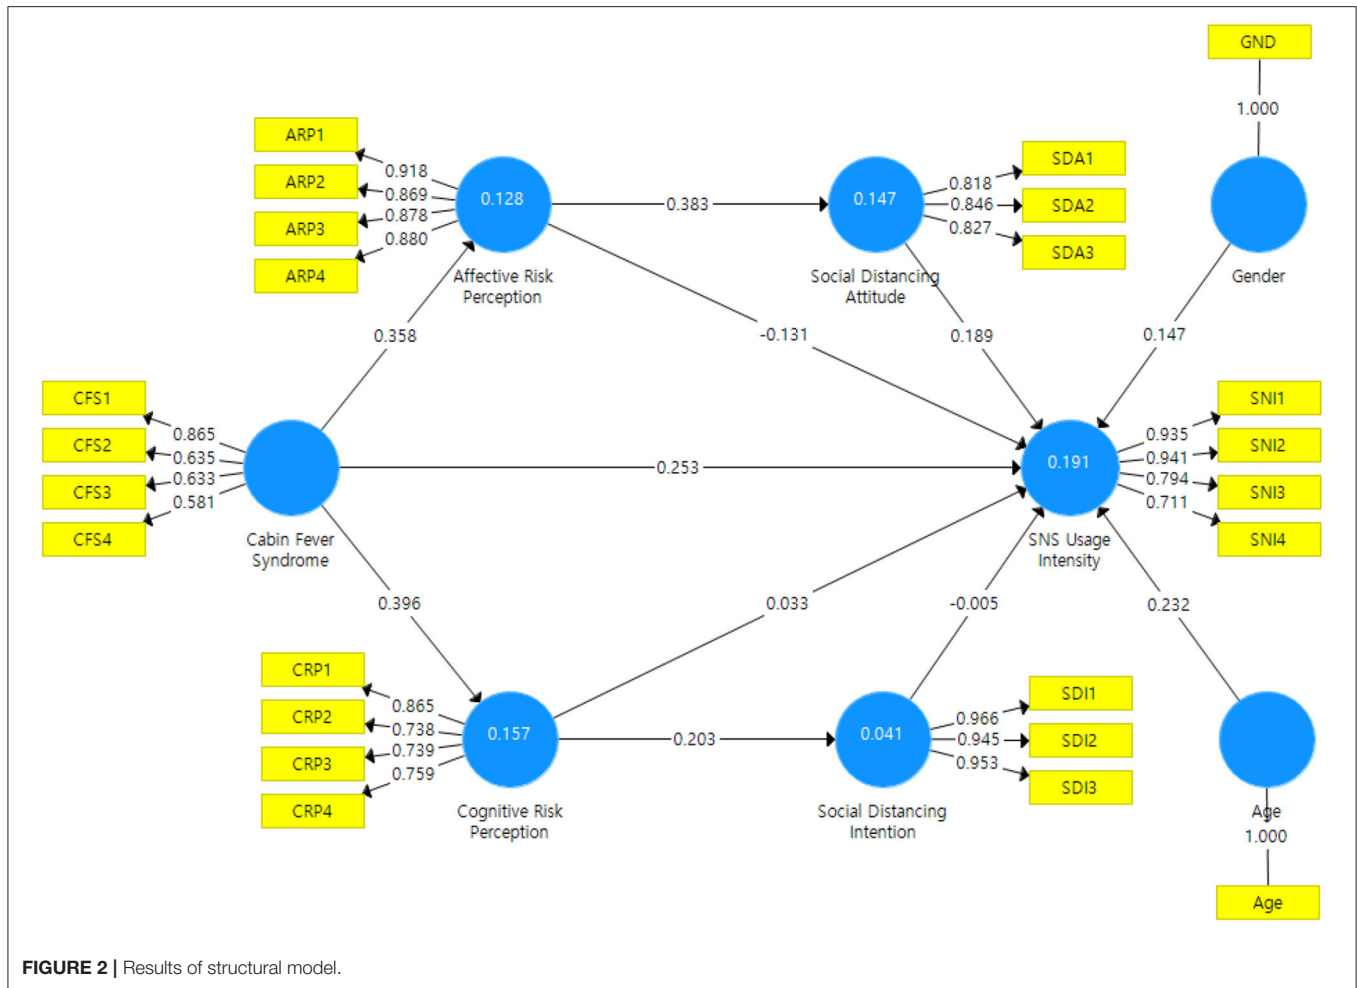 GND
1.000
ARP1
ARP2
ARP3
ARP4
0.918
0.869
0.878
0.880
0.128
Affective Risk
Perception
0.383
0.147
Social Distancing
Attitude
0.818
0.846
0.827
SDA1
SDA2
SDA3
Gender
0.358
-0.131
0.189
0.147
CFS1
CFS2
CFS3
CFS4
0.865
0.635
0.633
0.581
Cabin Fever
Syndrome
0.253
0.191
SNS Usage
Intensity
0.935
0.941
0.794
0.711
SNI1
SNI2
SNI3
SNI4
0.396
0.033
-0.005
0.232
CRP1
CRP2
CRP3
CRP4
0.865
0.738
0.739
0.759
0.157
Cognitive Risk
Perception
0.203
0.041
Social Distancing
Intention
0.966
0.945
0.953
SDI1
SDI2
SDI3
Age
1.000
Age
FIGURE 2 | Results of structural model.